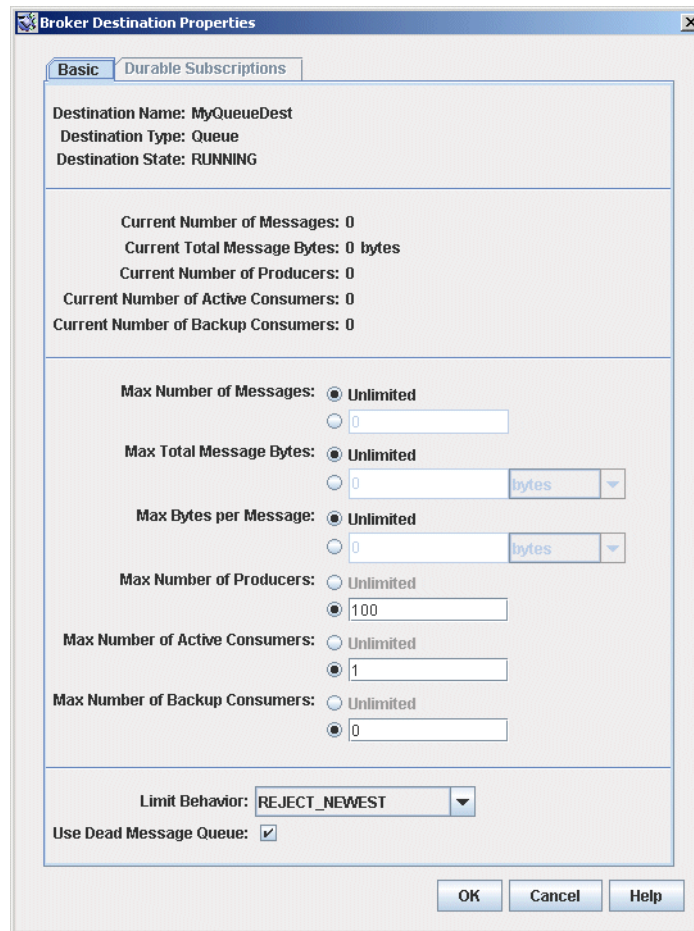 Broker Destination Properties
Basic Durable Subscriptions
Destination Name: MyQueueDest
Destination Type: Queue
Destination State: RUNNING
Current Number of Messages: 0
Current Total Message Bytes: 0 bytes
Current Number of Producers: 0
Current Number of Active Consumers: 0
Current Number of Backup Consumers: 0
Max Number of Messages: Unlimited
0
Max Total Message Bytes: Unlimited
0 bytes
Max Bytes per Message: Unlimited
0 bytes
Max Number of Producers: Unlimited
100
Max Number of Active Consumers: Unlimited
1
Max Number of Backup Consumers: Unlimited
0
Limit Behavior: REJECT_NEWEST
Use Dead Message Queue:
OK Cancel Help